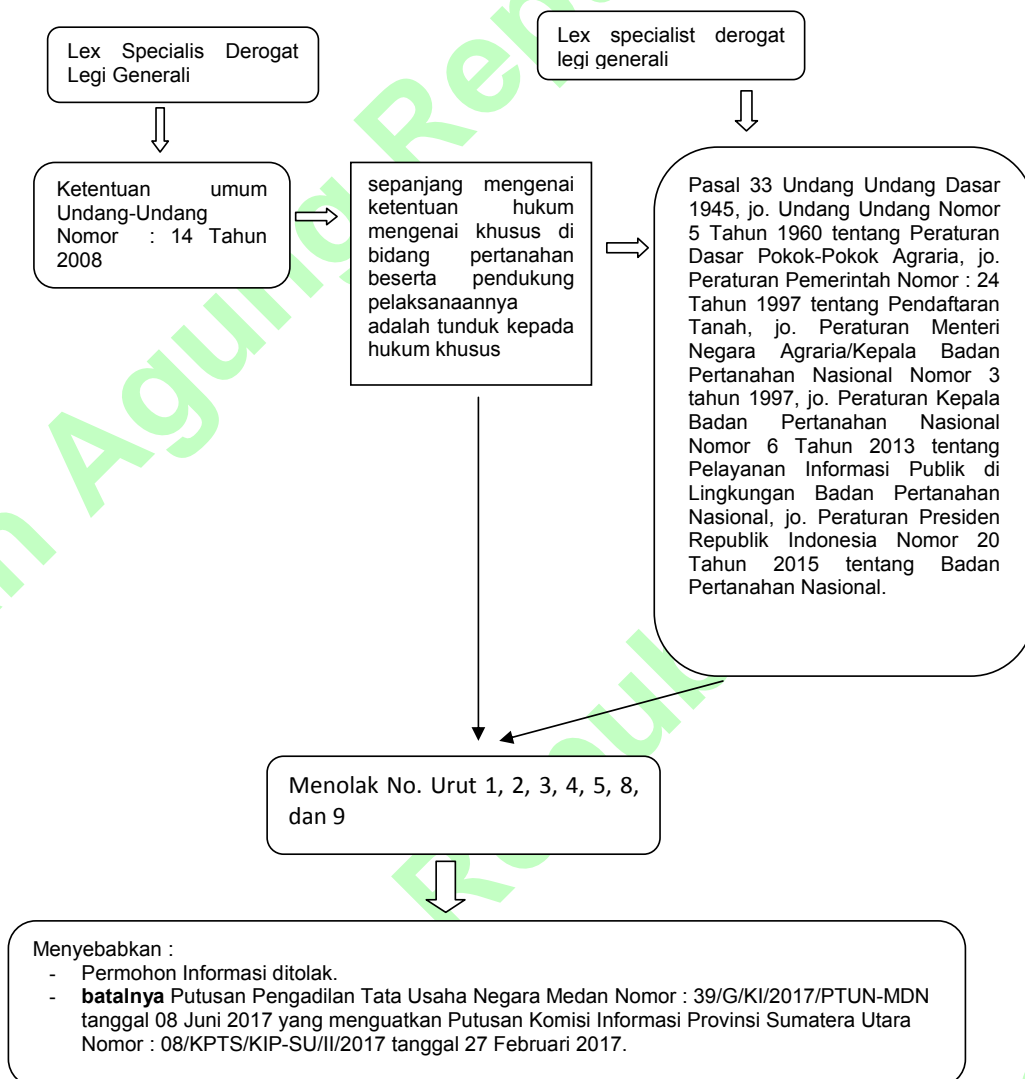 Lex Specialis Derogat
Legi Generali
Lex specialist derogat
legi generali
Ketentuan umum
Undang-Undang
Nomor : 14 Tahun
2008
sepanjang mengenai
ketentuan hukum
mengenai khusus di
bidang pertanahan
beserta pendukung
pelaksanaannya
adalah tunduk kepada
hukum khusus
Pasal 33 Undang Undang Dasar
1945, jo. Undang Undang Nomor
5 Tahun 1960 tentang Peraturan
Dasar Pokok-Pokok Agraria, jo.
Peraturan Pemerintah Nomor : 24
Tahun 1997 tentang Pendaftaran
Tanah, jo. Peraturan Menteri
Negara Agraria/Kepala Badan
Pertanahan Nasional Nomor 3
tahun 1997, jo. Peraturan Kepala
Badan Pertanahan Nasional
Nomor 6 Tahun 2013 tentang
Pelayanan Informasi Publik di
Lingkungan Badan Pertanahan
Nasional, jo. Peraturan Presiden
Republik Indonesia Nomor 20
Tahun 2015 tentang Badan
Pertanahan Nasional.
Menolak No. Urut 1, 2, 3, 4, 5, 8,
dan 9
Menyebabkan :
- Permohon Informasi ditolak.
- batalnya Putusan Pengadilan Tata Usaha Negara Medan Nomor : 39/G/KI/2017/PTUN-MDN
tanggal 08 Juni 2017 yang menguatkan Putusan Komisi Informasi Provinsi Sumatera Utara
Nomor : 08/KPTS/KIP-SU/II/2017 tanggal 27 Februari 2017.